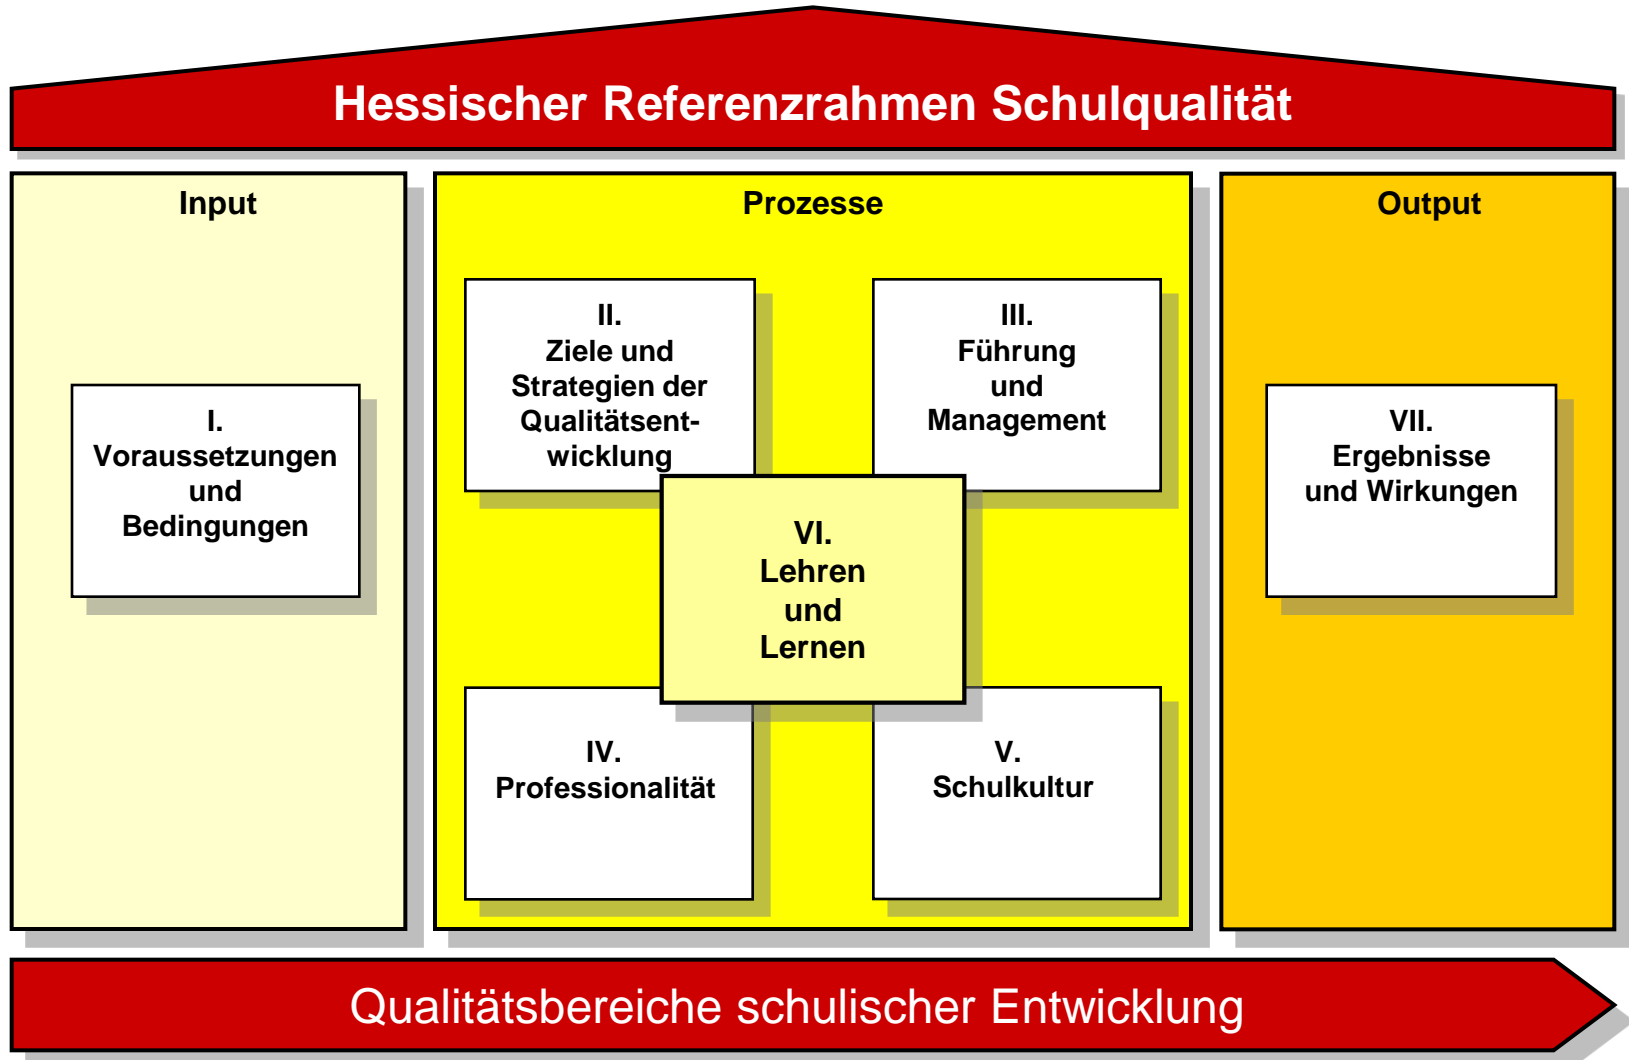 Hessischer Referenzrahmen Schulqualität
Input
I.
Voraussetzungen
und
Bedingungen
Prozesse
II.
Ziele und
Strategien der
Qualitätsent-
wicklung
III.
Führung
und
Management
VI.
Lehren
und
Lernen
IV.
Professionalität
V.
Schulkultur
Output
VII.
Ergebnisse
und Wirkungen
Qualitätsbereiche schulischer Entwicklung